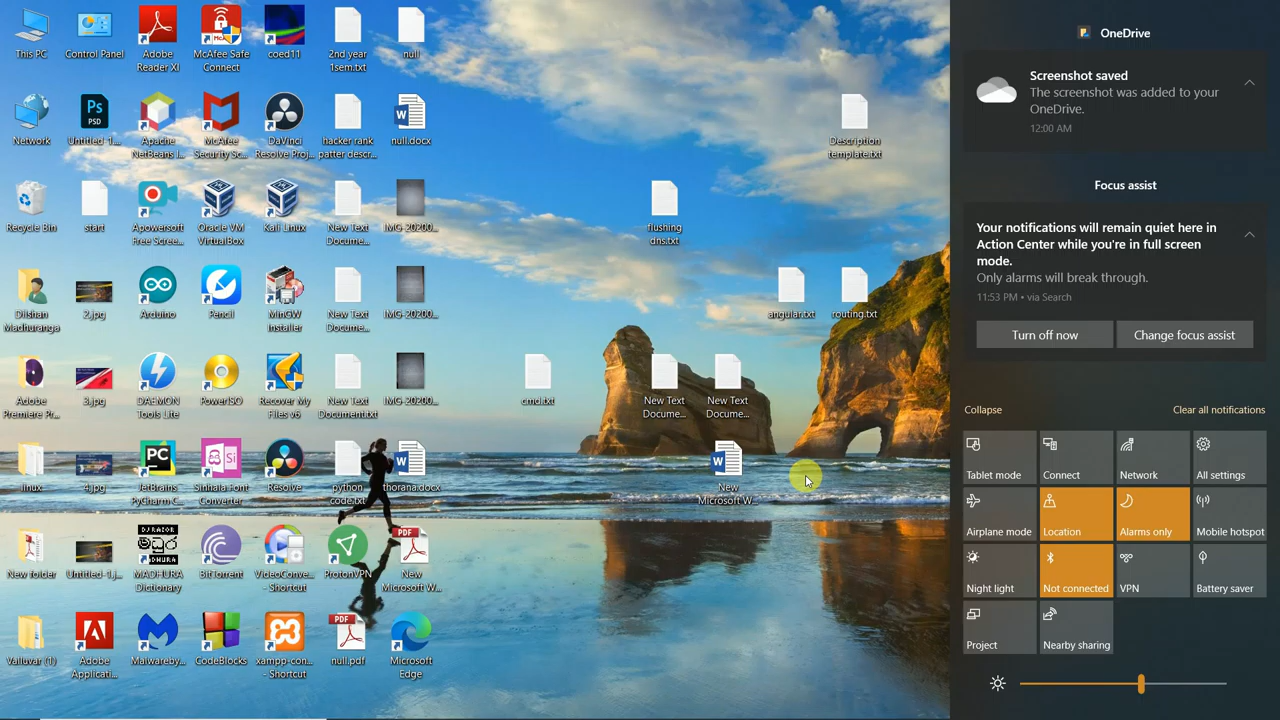 This PC
Control Panel
Adobe
Reader XI
McAfee Safe
Connect
coed11
2nd year
1sem.txt
null
Network
Untitled-1...
Apache
NetBeans I...
McAfee
Security Sc...
DaVinci
Resolve Proj...
hacker rank
patter descr...
null.docx
Description
template.txt
Recycle Bin
start
Apowersoft
Free Scree...
Oracle VM
VirtualBox
Kali Linux
New Text
Docume...
IMG-20200...
flushing
dns.txt
Dilshan
Madhuranga
2.jpg
Arduino
Pencil
MinGW
Installer
New Text
Docume...
IMG-20200...
angular.txt
routing.txt
Adobe
Premiere Pr...
3.jpg
DAEMON
Tools Lite
PowerISO
Recover My
Files v6
New Text
Document.txt
IMG-20200...
cmd.txt
New Text
Docume...
New Text
Docume...
linux
4.jpg
JetBrains
PyCharm C...
Sinhala Font
Converter
Resolve
python
code.txt
thorana.docx
New
Microsoft W...
New folder
Untitled-1.j...
MADHURA
Dictionary
BitTorrent
VideoConve...
- Shortcut
ProtonVPN
New
Microsoft W...
Valluvar (1)
Adobe
Applicati...
Malwareby...
CodeBlocks
xampp-con...
- Shortcut
null.pdf
Microsoft
Edge
OneDrive
Screenshot saved
The screenshot was added to your
OneDrive.
12:00 AM
Focus assist
Your notifications will remain quiet here in
Action Center while you're in full screen
mode.
Only alarms will break through.
11:53 PM • via Search
Turn off now
Change focus assist
Collapse
Clear all notifications
Tablet mode
Connect
Network
All settings
Airplane mode
Location
Alarms only
Mobile hotspot
Night light
Not connected
VPN
Battery saver
Project
Nearby sharing